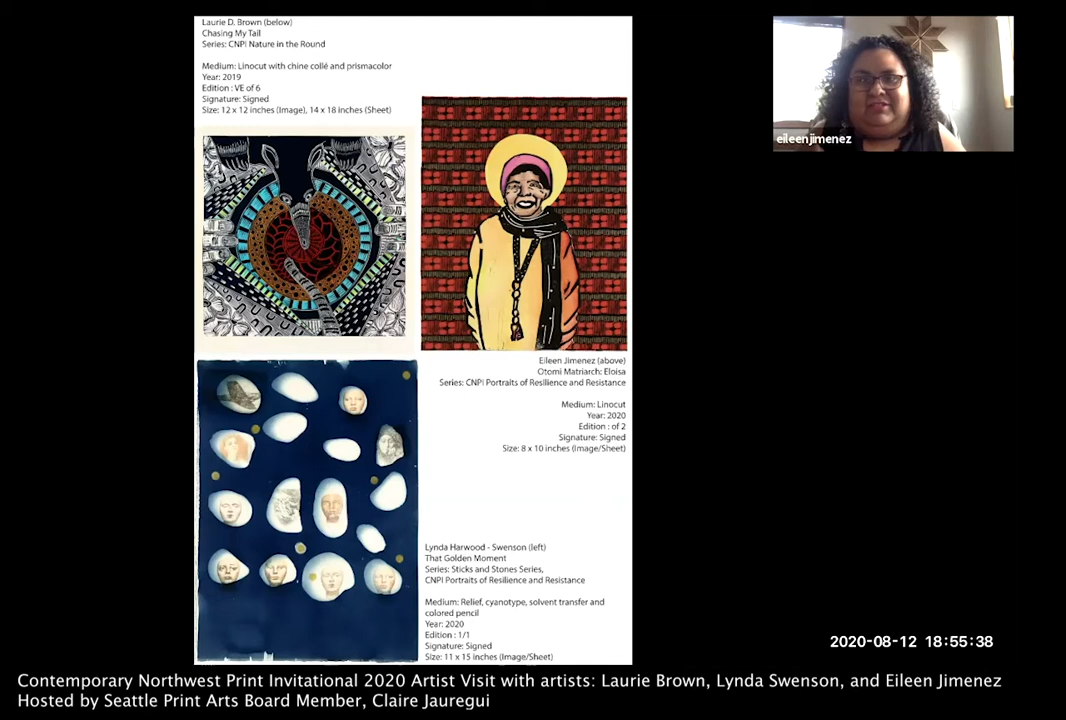 Laurie D. Brown (below)
Chasing My Tail
Series: CNPI Nature in the Round
Medium: Linocut with chine collé and prismacolor
Year: 2019
Edition : VE of 6
Signature: Signed
Size: 12 x 12 inches (Image), 14 x 18 inches (Sheet)
eileenjimenez
Eileen Jimenez (above)
Otomi Matriarch: Eloisa
Series: CNPI Portraits of Resilience and Resistance
Medium: Linocut
Year: 2020
Edition : of 2
Signature: Signed
Size: 8 x 10 inches (Image/Sheet)
Lynda Harwood - Swenson (left)
That Golden Moment
Series: Sticks and Stones Series,
CNPI Portraits of Resilience and Resistance
Medium: Relief, cyanotype, solvent transfer and
colored pencil
Year: 2020
Edition : 1/1
Signature: Signed
Size: 11 x 15 inches (Image/Sheet)
2020-08-12 18:55:38
Contemporary Northwest Print Invitational 2020 Artist Visit with artists: Laurie Brown, Lynda Swenson, and Eileen Jimenez
Hosted by Seattle Print Arts Board Member, Claire Jauregui